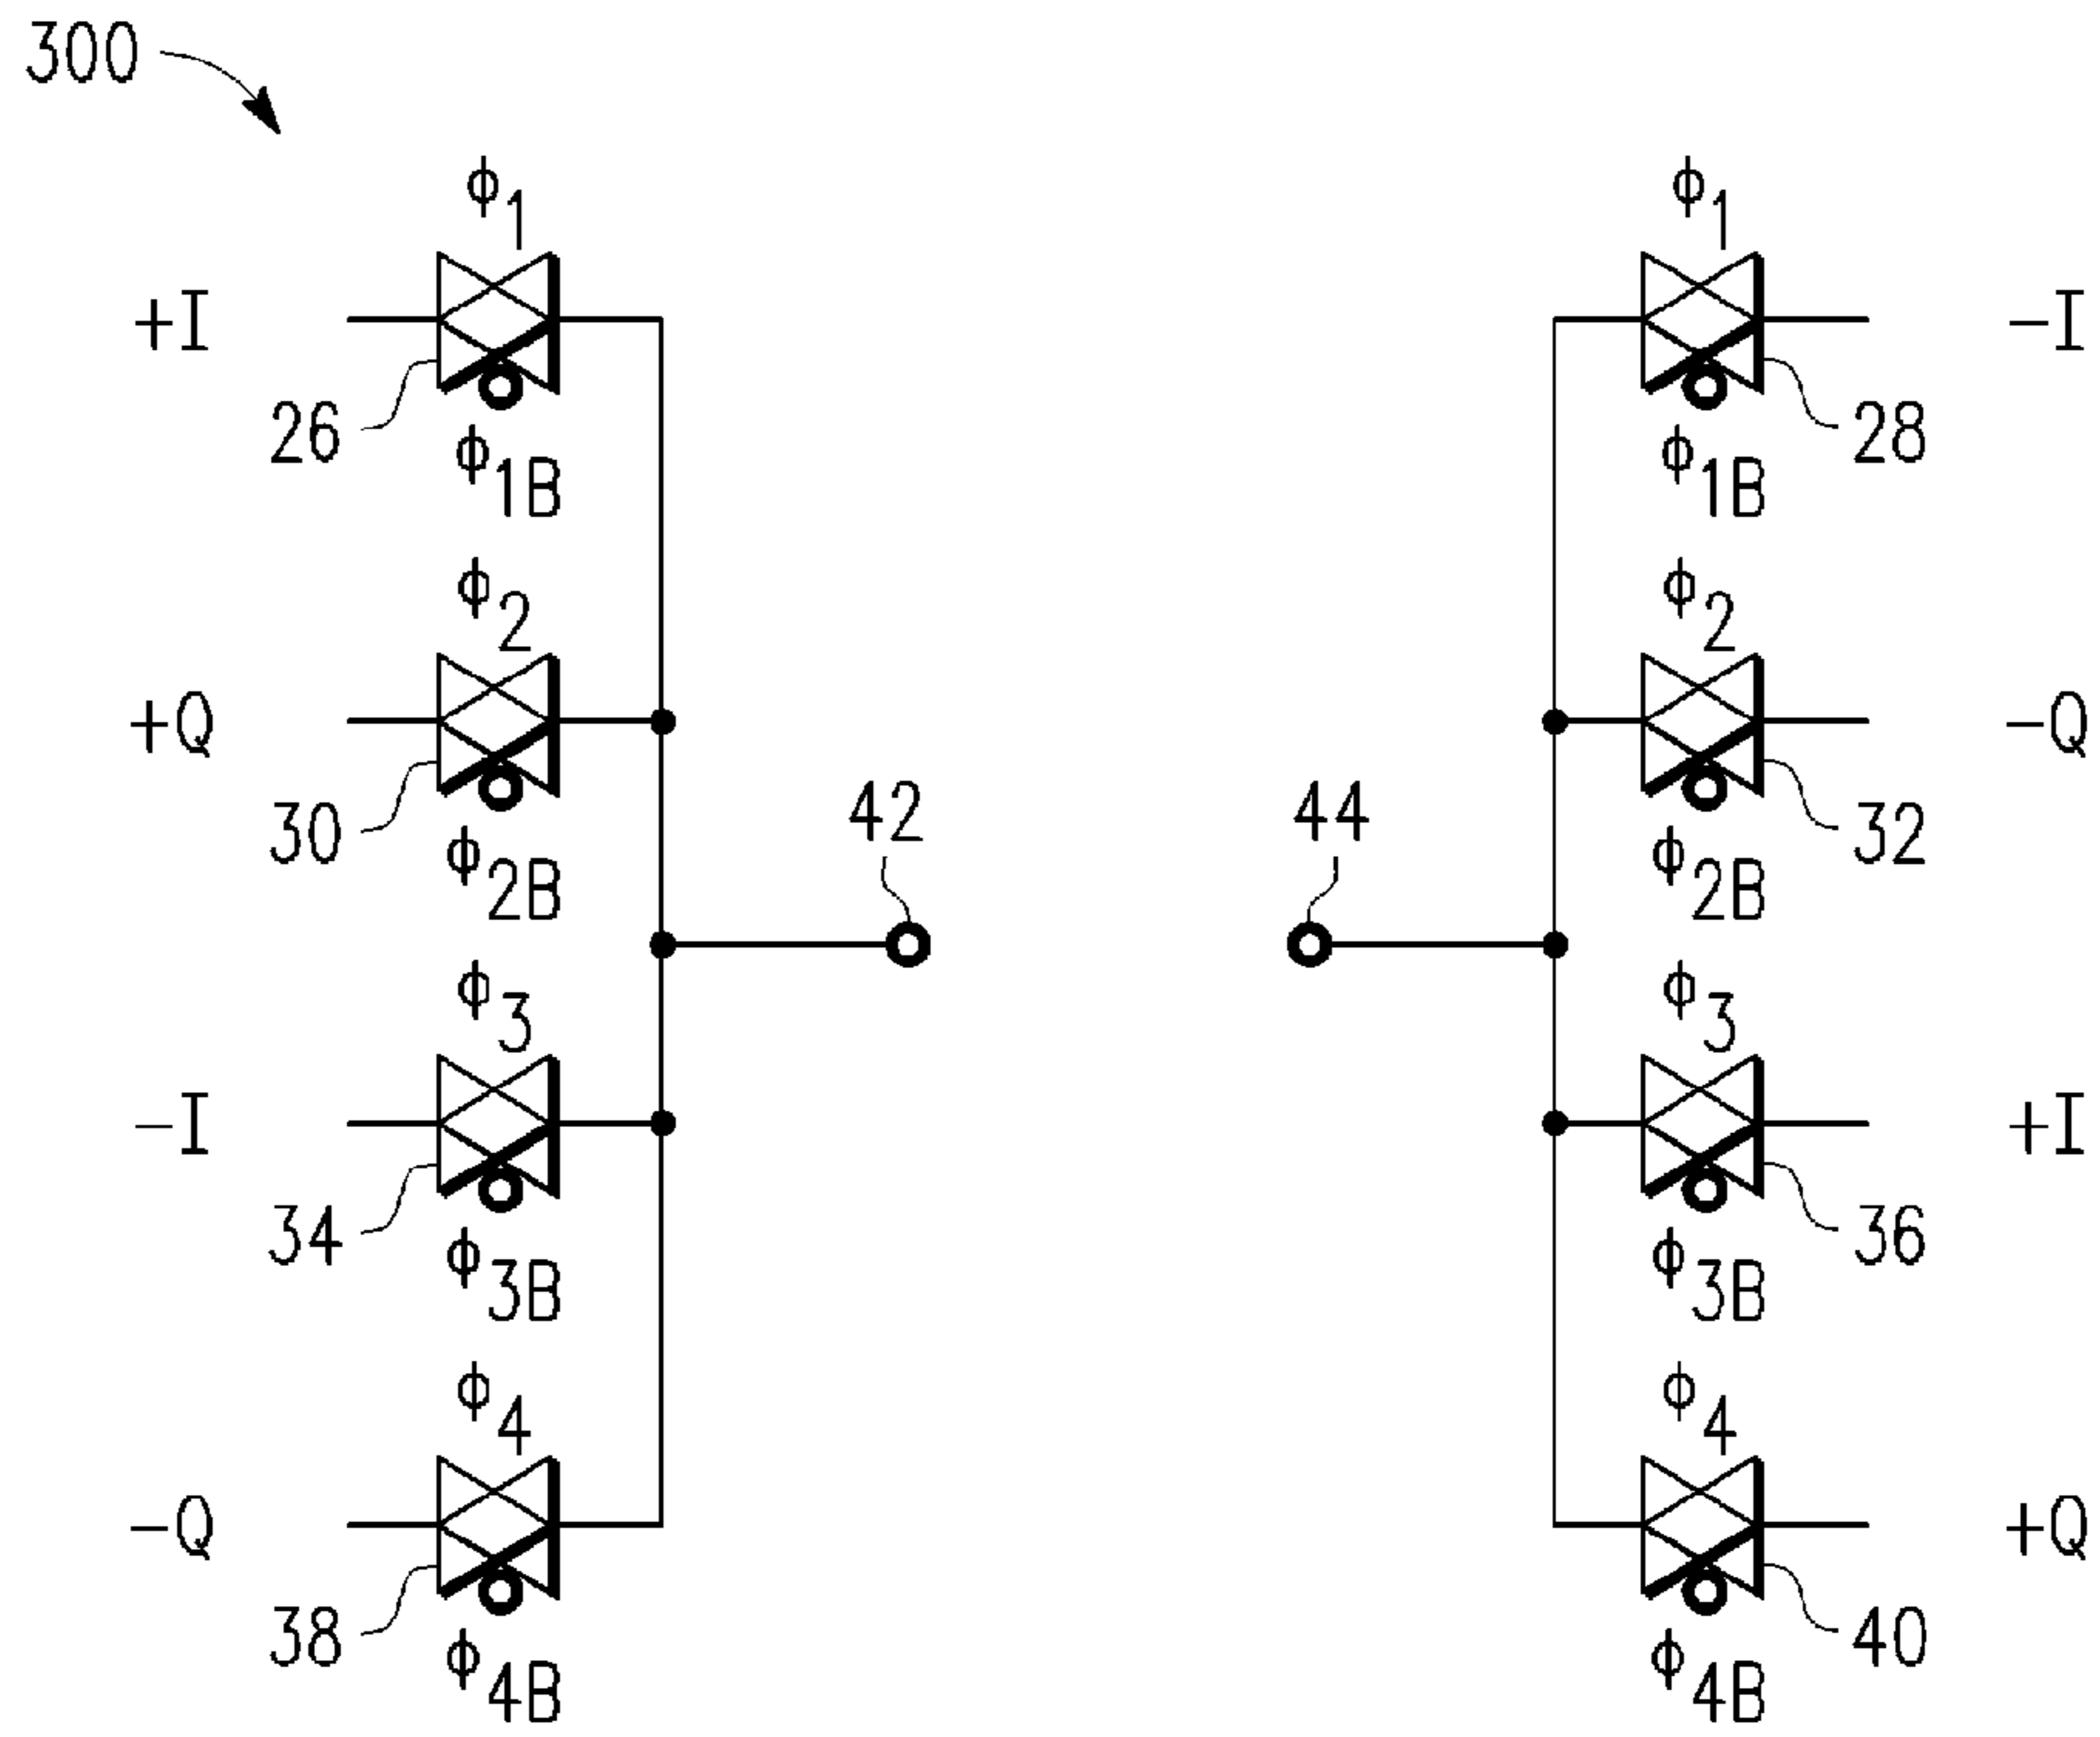 300
ϕ1 ϕ1
+I -I
26 28
ϕ1B ϕ1B
ϕ2 ϕ2
+Q -Q
30 42 44 32
ϕ2B ϕ2B
ϕ3 ϕ3
-I +I
34 36
ϕ3B ϕ3B
ϕ4 ϕ4
-Q +Q
38 40
ϕ4B ϕ4B